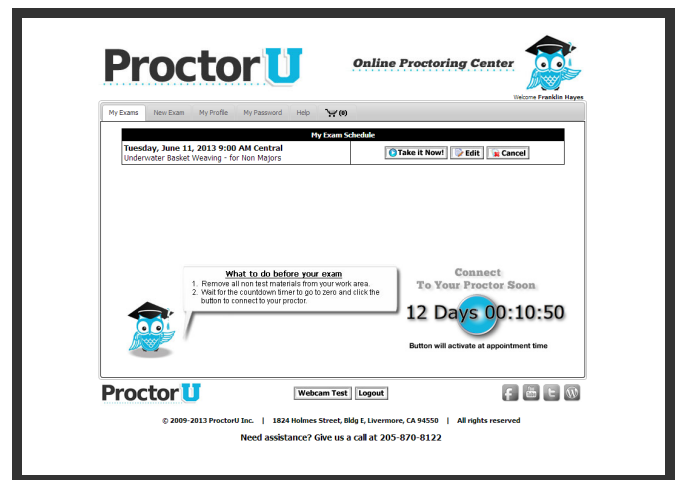 ProctorU
Online Proctoring Center
Welcome Franklin Hayes
My Exams New Exam My Profile My Password Help (0)
My Exam Schedule
Tuesday, June 11, 2013 9:00 AM Central
Underwater Basket Weaving - for Non Majors
Take it Now! Edit Cancel
What to do before your exam
1. Remove all non test materials from your work area.
2. Wait for the countdown timer to go to zero and click the
button to connect to your proctor.
Connect
To Your Proctor Soon
12 Days 00:10:50
Button will activate at appointment time
ProctorU
Webcam Test Logout
f You Tube t W
© 2009-2013 ProctorU Inc. | 1824 Holmes Street, Bldg E, Livermore, CA 94550 | All rights reserved
Need assistance? Give us a call at 205-870-8122